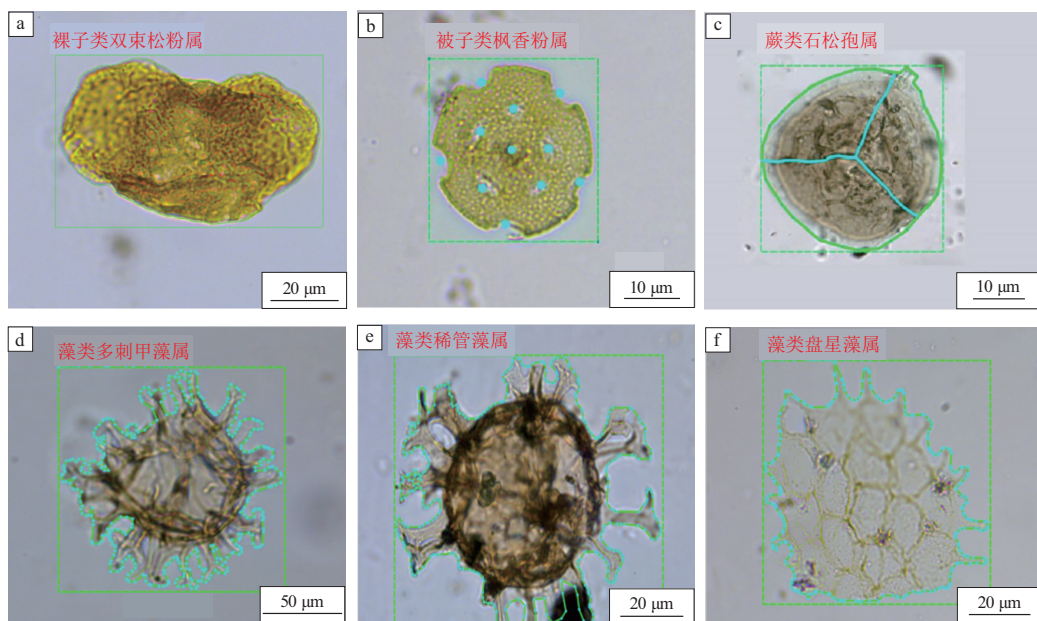 a
裸子类双束松粉属
20 μm
b
被子类枫香粉属
10 μm
c
蕨类石松孢属
10 μm
d
藻类多刺甲藻属
50 μm
e
藻类稀管藻属
20 μm
f
藻类盘星藻属
20 μm